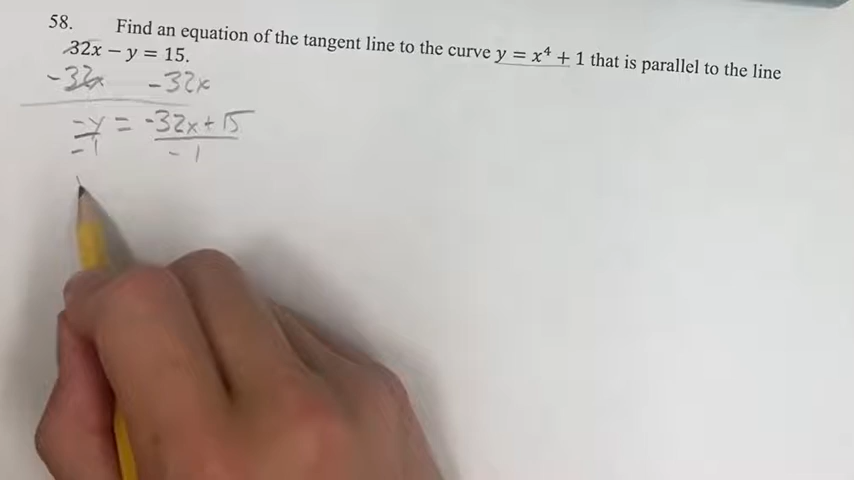 58. Find an equation of the tangent line to the curve y = x⁴ + 1 that is parallel to the line
32x − y = 15.
-32x -32x
-y = -32x+15
-1 -1